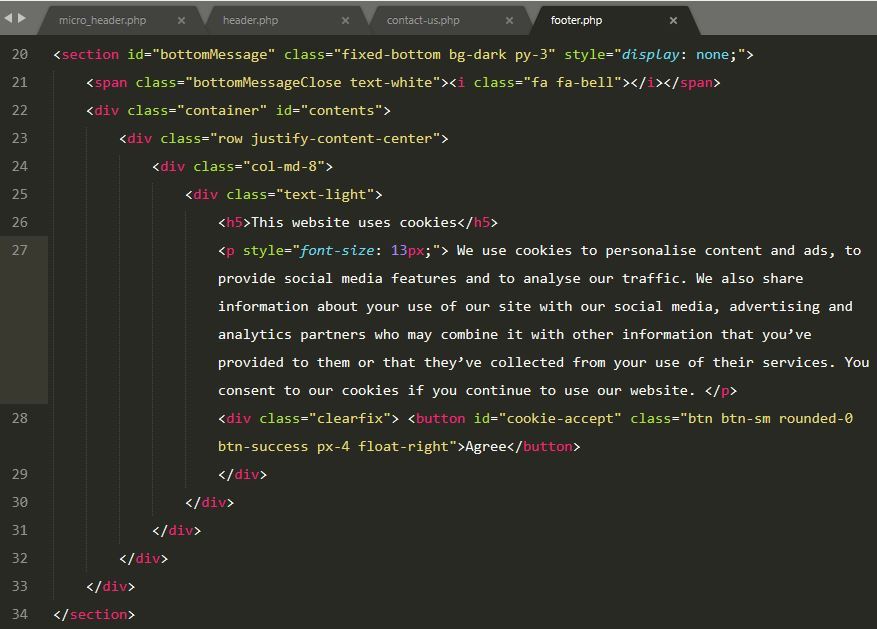 micro_header.php × header.php × contact-us.php × footer.php ×
20 <section id="bottomMessage" class="fixed-bottom bg-dark py-3" style="display: none;">
21 <span class="bottomMessageClose text-white"><i class="fa fa-bell"></i></span>
22 <div class="container" id="contents">
23 <div class="row justify-content-center">
24 <div class="col-md-8">
25 <div class="text-light">
26 <h5>This website uses cookies</h5>
27 <p style="font-size: 13px;"> We use cookies to personalise content and ads, to
provide social media features and to analyse our traffic. We also share
information about your use of our site with our social media, advertising and
analytics partners who may combine it with other information that you’ve
provided to them or that they’ve collected from your use of their services. You
consent to our cookies if you continue to use our website. </p>
28 <div class="clearfix"> <button id="cookie-accept" class="btn btn-sm rounded-0
btn-success px-4 float-right">Agree</button>
29 </div>
30 </div>
31 </div>
32 </div>
33 </div>
34 </section>